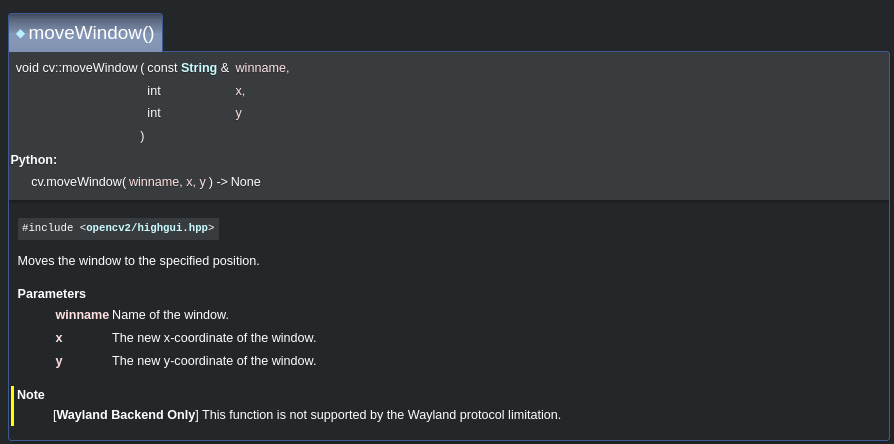 ◆ moveWindow()
void cv::moveWindow ( const String & winname,
int x,
int y
)
Python:
cv.moveWindow( winname, x, y ) -> None
#include <opencv2/highgui.hpp>
Moves the window to the specified position.
Parameters
winname Name of the window.
x The new x-coordinate of the window.
y The new y-coordinate of the window.
Note
[Wayland Backend Only] This function is not supported by the Wayland protocol limitation.